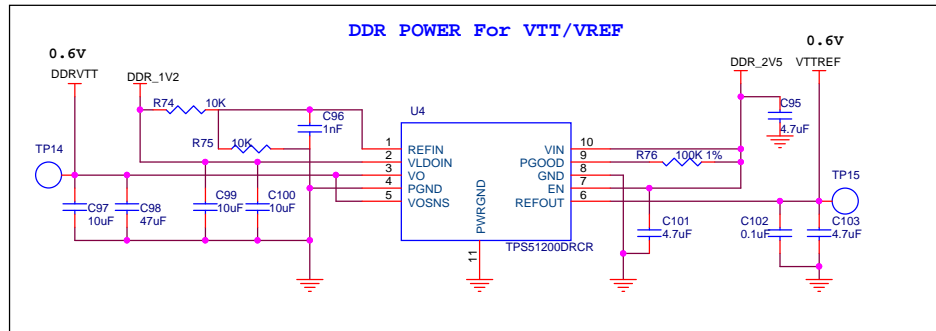 DDR POWER For VTT/VREF
0.6V
DDRVTT
DDR_1V2
DDR_2V5
0.6V
VTTREF
R74 10K
C96
1nF
U4
C95
4.7uF
R75 10K
TP14
1 REFIN
2 VLDOIN
3 VO
4 PGND
5 VOSNS
VIN 10
PGOOD 9
GND 8
EN 7
REFOUT 6
R76 100K 1%
TP15
C97
10uF
C98
47uF
C99
10uF
C100
10uF
PWRGND
11
TPS51200DRCR
C101
4.7uF
C102
0.1uF
C103
4.7uF